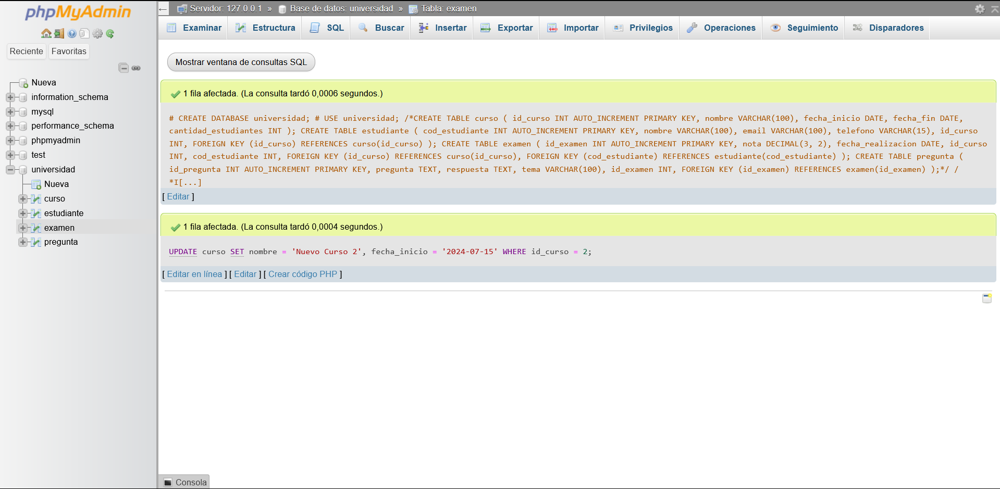 phpMyAdmin
Reciente Favoritas
Nueva
information_schema
mysql
performance_schema
phpmyadmin
test
universidad
Nueva
curso
estudiante
examen
pregunta
Servidor: 127.0.0.1 » Base de datos: universidad » Tabla: examen
Examinar Estructura SQL Buscar Insertar Exportar Importar Privilegios Operaciones Seguimiento Disparadores
Mostrar ventana de consultas SQL
1 fila afectada. (La consulta tardó 0,0006 segundos.)
# CREATE DATABASE universidad; # USE universidad; /*CREATE TABLE curso ( id_curso INT AUTO_INCREMENT PRIMARY KEY, nombre VARCHAR(100), fecha_inicio DATE, fecha_fin DATE,
cantidad_estudiantes INT ); CREATE TABLE estudiante ( cod_estudiante INT AUTO_INCREMENT PRIMARY KEY, nombre VARCHAR(100), email VARCHAR(100), telefono VARCHAR(15), id_curso
INT, FOREIGN KEY (id_curso) REFERENCES curso(id_curso) ); CREATE TABLE examen ( id_examen INT AUTO_INCREMENT PRIMARY KEY, nota DECIMAL(3, 2), fecha_realizacion DATE, id_curso
INT, cod_estudiante INT, FOREIGN KEY (id_curso) REFERENCES curso(id_curso), FOREIGN KEY (cod_estudiante) REFERENCES estudiante(cod_estudiante) ); CREATE TABLE pregunta (
id_pregunta INT AUTO_INCREMENT PRIMARY KEY, pregunta TEXT, respuesta TEXT, tema VARCHAR(100), id_examen INT, FOREIGN KEY (id_examen) REFERENCES examen(id_examen) );*/ /
*I[...]
[ Editar ]
1 fila afectada. (La consulta tardó 0,0004 segundos.)
UPDATE curso SET nombre = 'Nuevo Curso 2', fecha_inicio = '2024-07-15' WHERE id_curso = 2;
[ Editar en línea ] [ Editar ] [ Crear código PHP ]
Consola